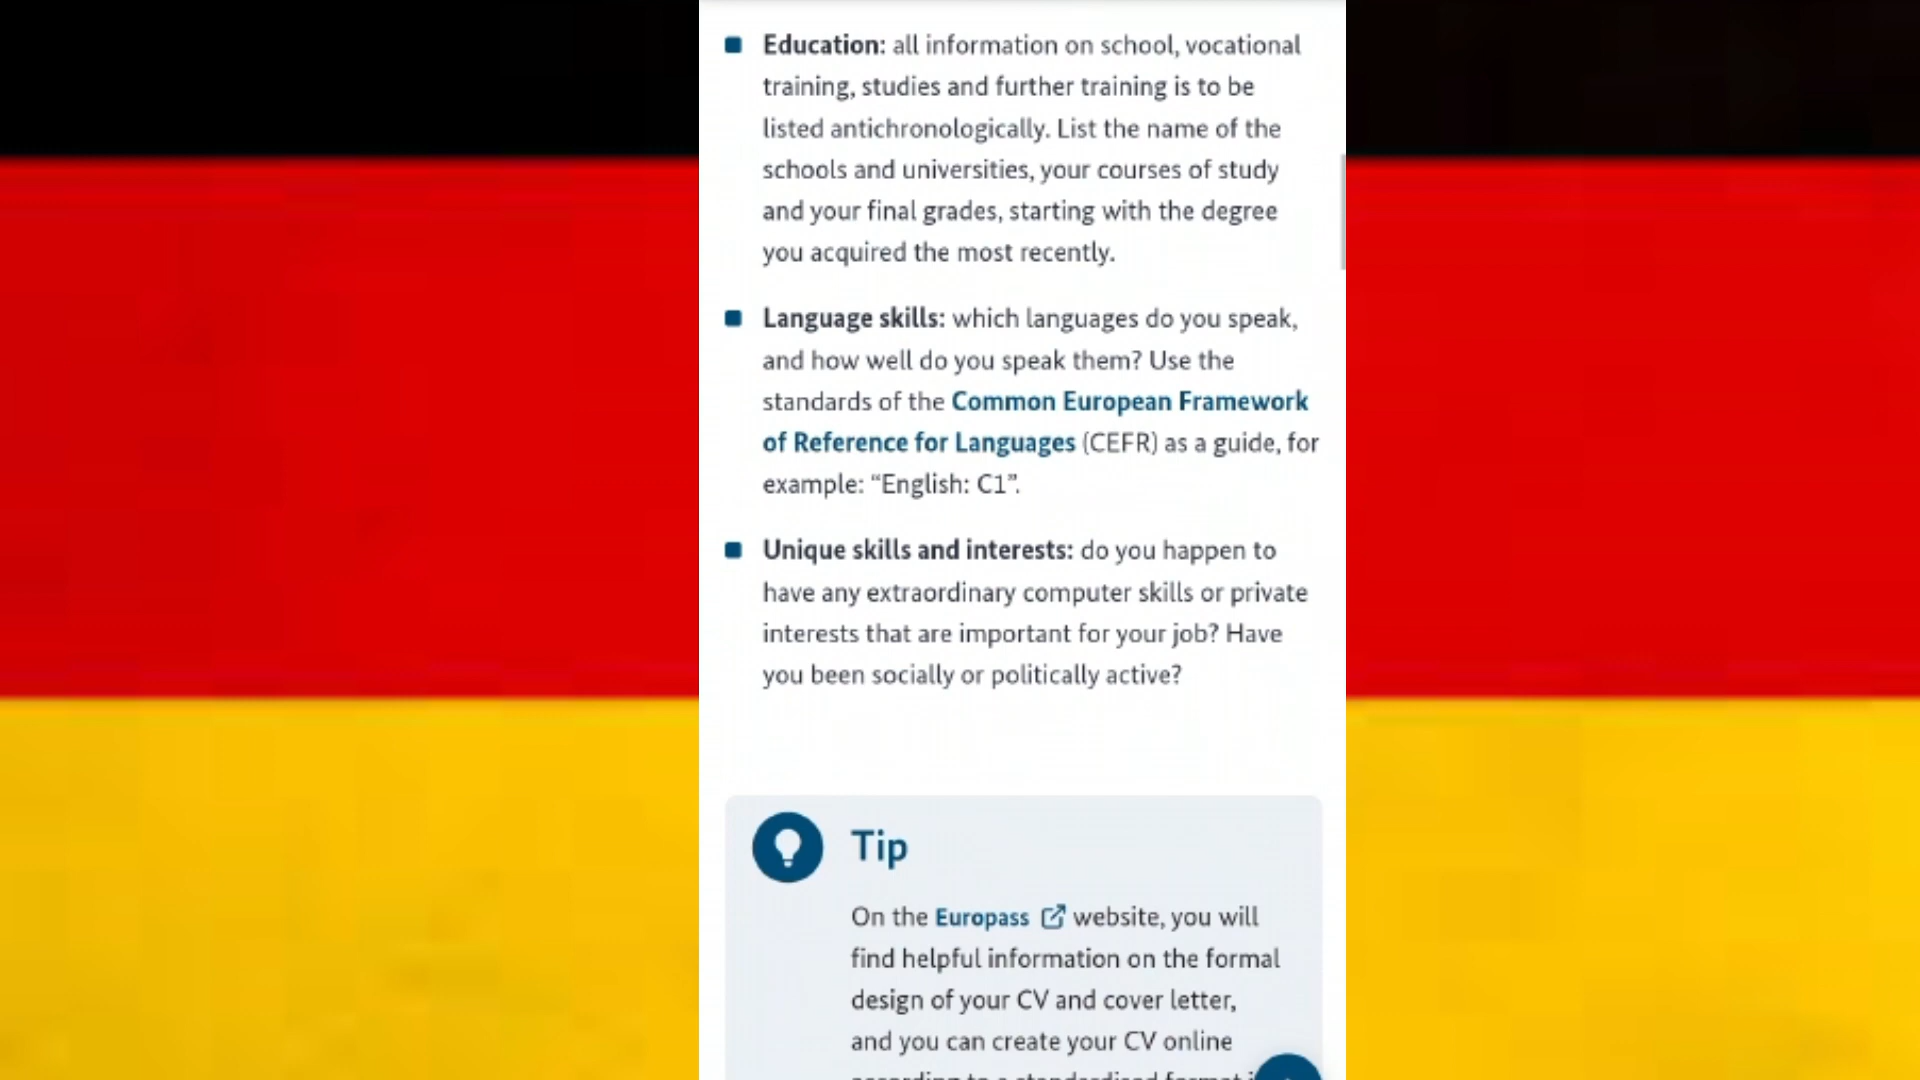 Education: all information on school, vocational
training, studies and further training is to be
listed antichronologically. List the name of the
schools and universities, your courses of study
and your final grades, starting with the degree
you acquired the most recently.
Language skills: which languages do you speak,
and how well do you speak them? Use the
standards of the Common European Framework
of Reference for Languages (CEFR) as a guide, for
example: “English: C1”.
Unique skills and interests: do you happen to
have any extraordinary computer skills or private
interests that are important for your job? Have
you been socially or politically active?
Tip
On the Europass website, you will
find helpful information on the formal
design of your CV and cover letter,
and you can create your CV online
according to a standardised format